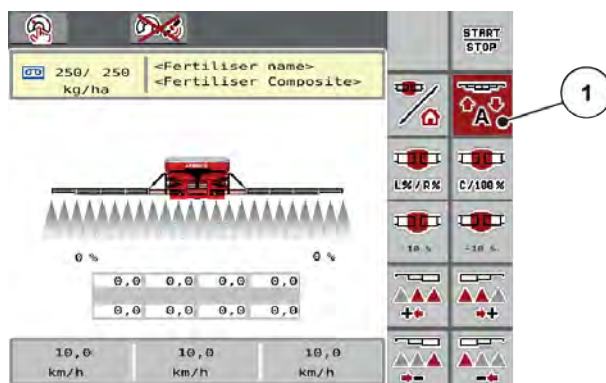 START
STOP
250/ 250
kg/ha
<Fertiliser name>
<Fertiliser Composite>
1
A
L%/R%
C/100 %
-10 %
0 %
0 %
0,0 0,0 0,0 0,0
0,0 0,0 0,0 0,0
10,0
km/h
10,0
km/h
10,0
km/h